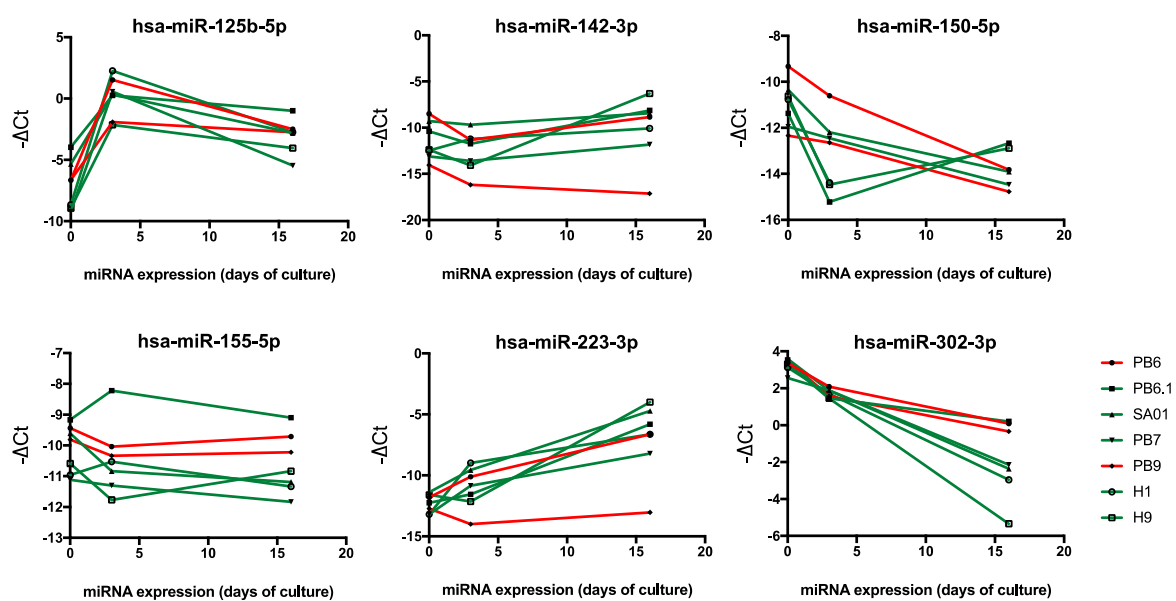 hsa-miR-125b-5p
5
0
-5
-10
-ΔCt
0 5 10 15 20
miRNA expression (days of culture)
hsa-miR-142-3p
0
-5
-10
-15
-20
-ΔCt
0 5 10 15 20
miRNA expression (days of culture)
hsa-miR-150-5p
-8
-10
-12
-14
-16
-ΔCt
0 5 10 15 20
miRNA expression (days of culture)
hsa-miR-155-5p
-7
-8
-9
-10
-11
-12
-13
-ΔCt
0 5 10 15 20
miRNA expression (days of culture)
hsa-miR-223-3p
0
-5
-10
-15
-ΔCt
0 5 10 15 20
miRNA expression (days of culture)
hsa-miR-302-3p
4
2
0
-2
-4
-6
-ΔCt
0 5 10 15 20
miRNA expression (days of culture)
PB6
PB6.1
SA01
PB7
PB9
H1
H9